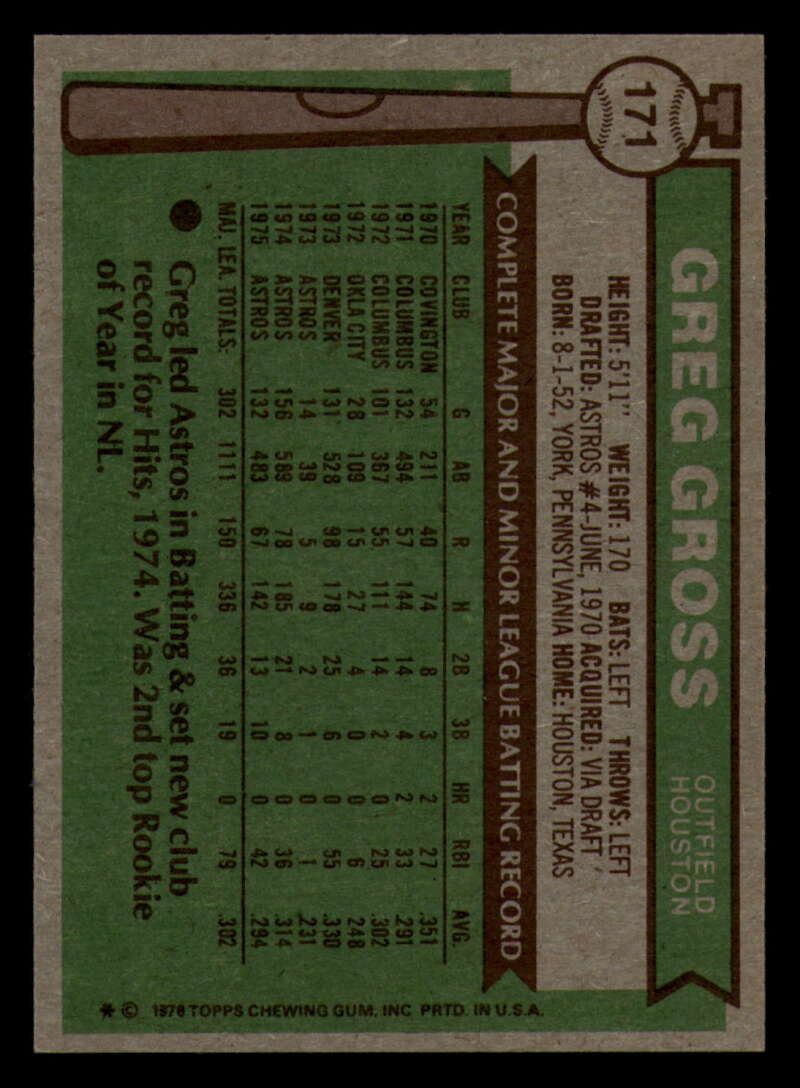 171
GREG GROSS
OUTFIELD
HOUSTON
HEIGHT: 5'11" WEIGHT: 170 BATS: LEFT THROWS: LEFT
DRAFTED: ASTROS #4-JUNE, 1970 ACQUIRED: VIA DRAFT
BORN: 8-1-52, YORK, PENNSYLVANIA HOME: HOUSTON, TEXAS
COMPLETE MAJOR AND MINOR LEAGUE BATTING RECORD
YEAR CLUB G AB R H 2B 3B HR RBI AVG.
1970 COVINGTON 54 211 40 74 8 3 2 27 .351
1971 COLUMBUS 132 494 57 144 14 4 2 33 .291
1972 COLUMBUS 101 367 55 111 14 2 0 25 .302
1972 OKLA CITY 28 109 15 27 4 0 0 6 .248
1973 DENVER 131 528 98 178 25 6 0 55 .330
1973 ASTROS 14 39 5 9 2 1 0 1 .231
1974 ASTROS 156 589 78 185 21 8 0 36 .314
1975 ASTROS 132 483 67 142 13 10 0 42 .294
MAJ. LEA. TOTALS: 302 1111 150 336 36 19 0 79 .302
● Greg led Astros in Batting & set new club
record for Hits, 1974. Was 2nd top Rookie
of Year in NL.
* © 1976 TOPPS CHEWING GUM, INC PRTD. IN U.S.A.